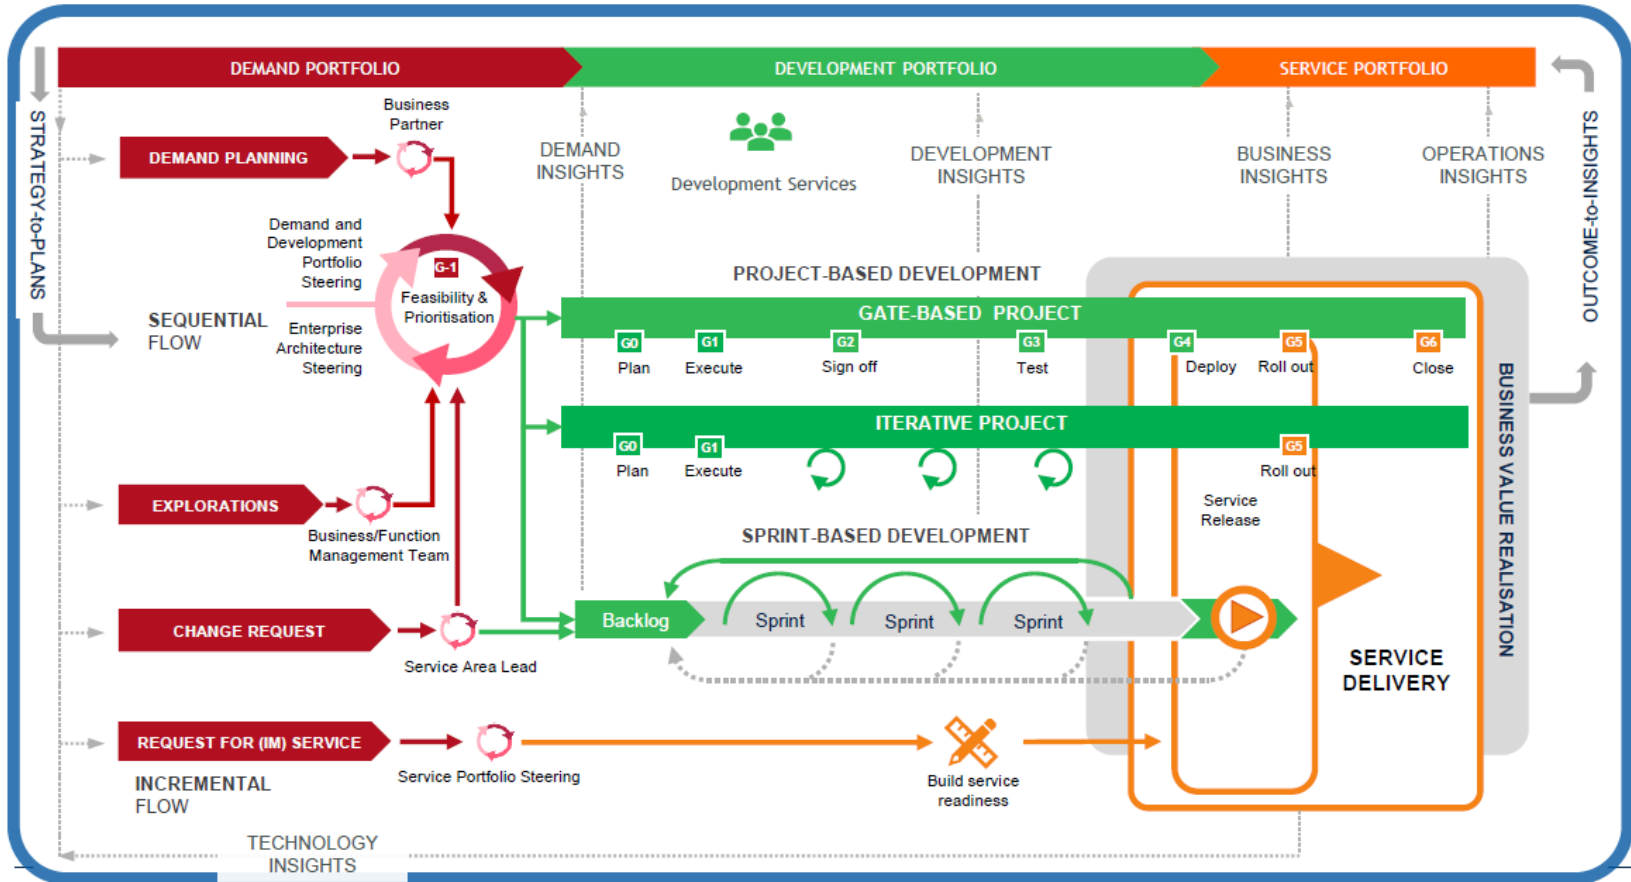 DEMAND PORTFOLIO
DEVELOPMENT PORTFOLIO
SERVICE PORTFOLIO
STRATEGY-to-PLANS
OUTCOME-to-INSIGHTS
Business
Partner
DEMAND PLANNING
DEMAND
INSIGHTS
Development Services
DEVELOPMENT
INSIGHTS
BUSINESS
INSIGHTS
OPERATIONS
INSIGHTS
Demand and
Development
Portfolio
Steering
G-1
Feasibility &
Prioritisation
SEQUENTIAL
FLOW
Enterprise
Architecture
Steering
PROJECT-BASED DEVELOPMENT
GATE-BASED PROJECT
G0
G1
G2
G3
G4
G5
G6
Plan
Execute
Sign off
Test
Deploy
Roll out
Close
ITERATIVE PROJECT
G0
G1
G5
Plan
Execute
Roll out
BUSINESS VALUE REALISATION
EXPLORATIONS
Business/Function
Management Team
Service
Release
SPRINT-BASED DEVELOPMENT
CHANGE REQUEST
Service Area Lead
Backlog
Sprint
Sprint
Sprint
SERVICE
DELIVERY
REQUEST FOR (IM) SERVICE
Service Portfolio Steering
Build service
readiness
INCREMENTAL
FLOW
TECHNOLOGY
INSIGHTS